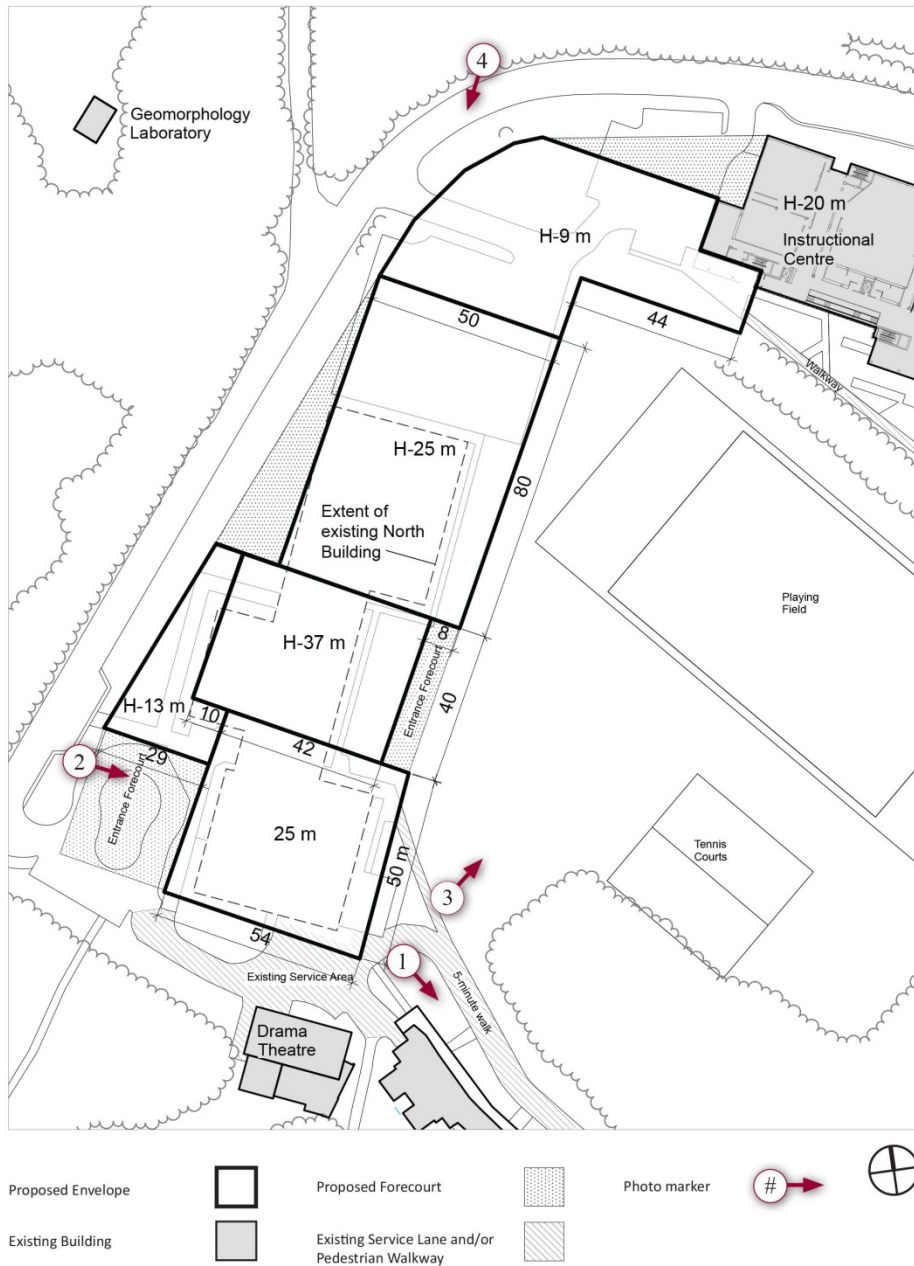 4
Geomorphology
Laboratory
H-20 m
Instructional
Centre
H-9 m
50
44
Walkway
H-25 m
80
Extent of
existing North
Building
Playing
Field
8
H-37 m
Entrance Forecourt
40
H-13 m
10
42
2
29
Entrance Forecourt
25 m
50 m
Tennis
Courts
3
54
1
Existing Service Area
5-minute walk
Drama
Theatre
Proposed Envelope
Proposed Forecourt
Photo marker
#
Existing Building
Existing Service Lane and/or
Pedestrian Walkway